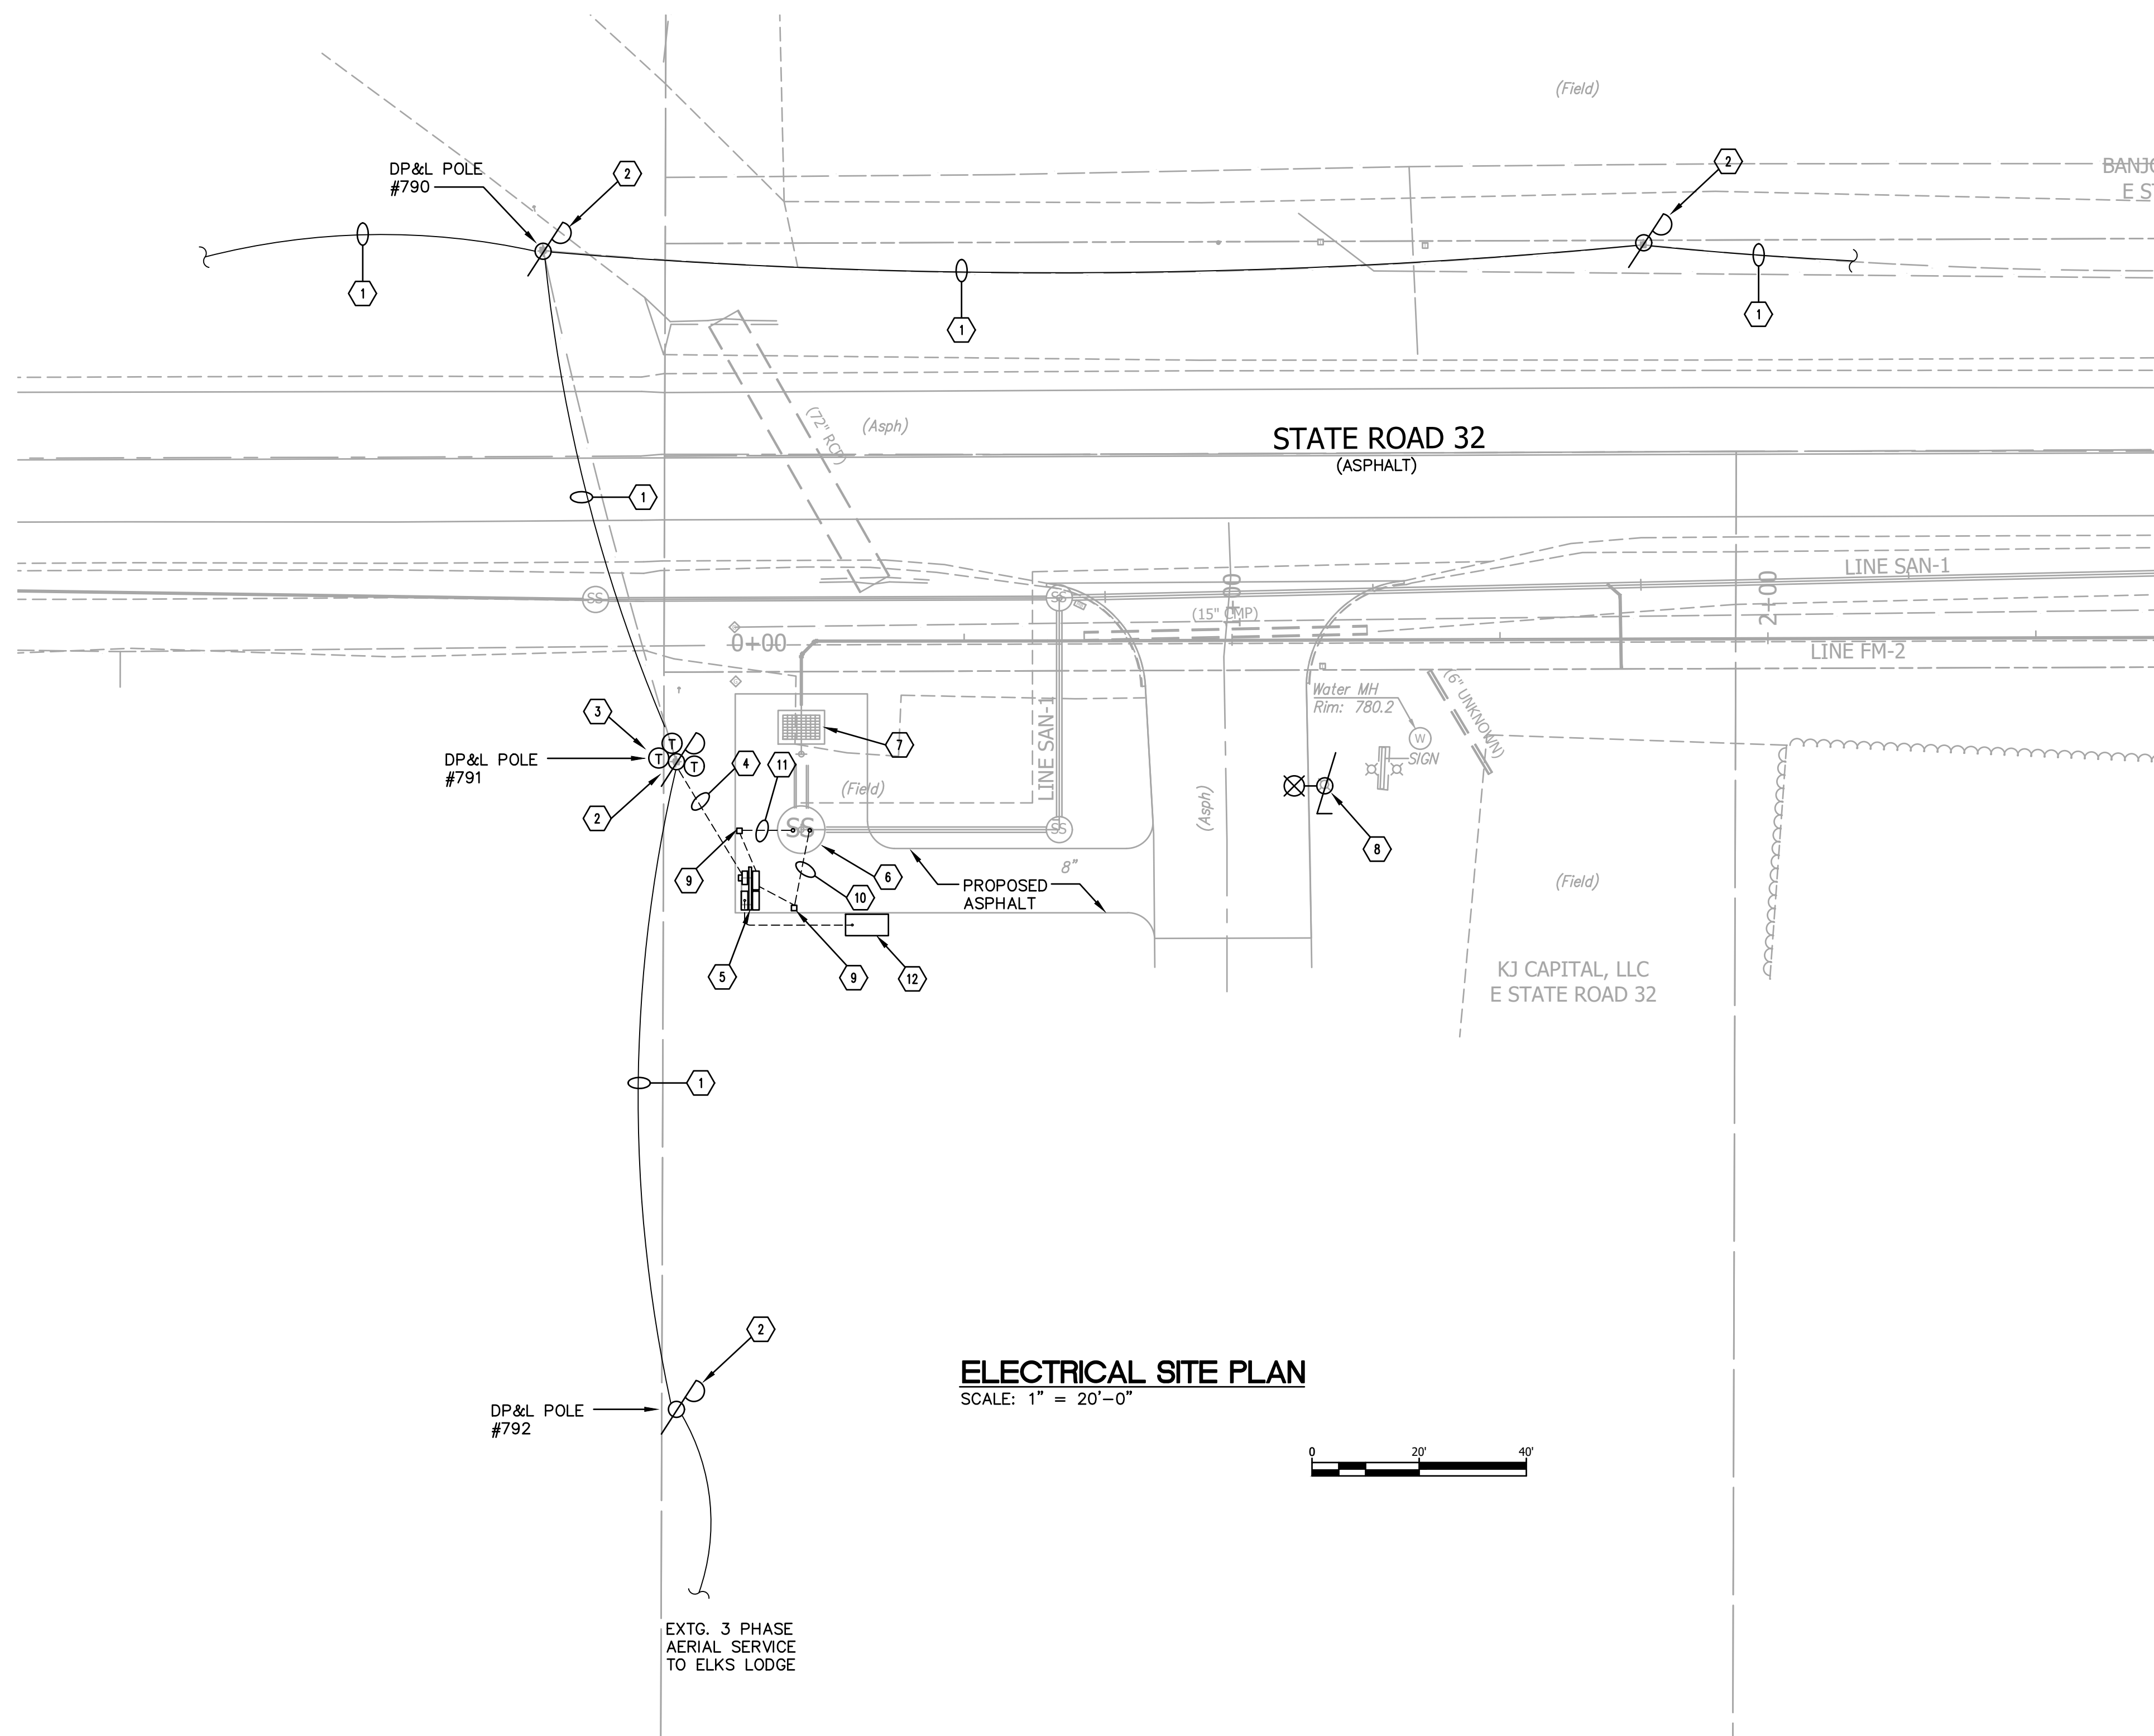 (Field)
BANJO
E ST
DP&L POLE
#790
2
2
1
1
1
(72" RCP)
(Asph)
STATE ROAD 32
(ASPHALT)
1
LINE SAN-1
SS
SS
(15" CMP)
1+00
2+00
0+00
LINE FM-2
Water MH
Rim: 780.2
(6" UNKNOWN)
3
T
T
T
DP&L POLE
#791
2
4
11
7
LINE SAN-1
W
SIGN
(Field)
(Asph)
SS
SS
8
9
6
10
8"
PROPOSED
ASPHALT
(Field)
5
9
12
KJ CAPITAL, LLC
E STATE ROAD 32
1
2
DP&L POLE
#792
ELECTRICAL SITE PLAN
SCALE: 1" = 20'-0"
0 20' 40'
EXTG. 3 PHASE
AERIAL SERVICE
TO ELKS LODGE